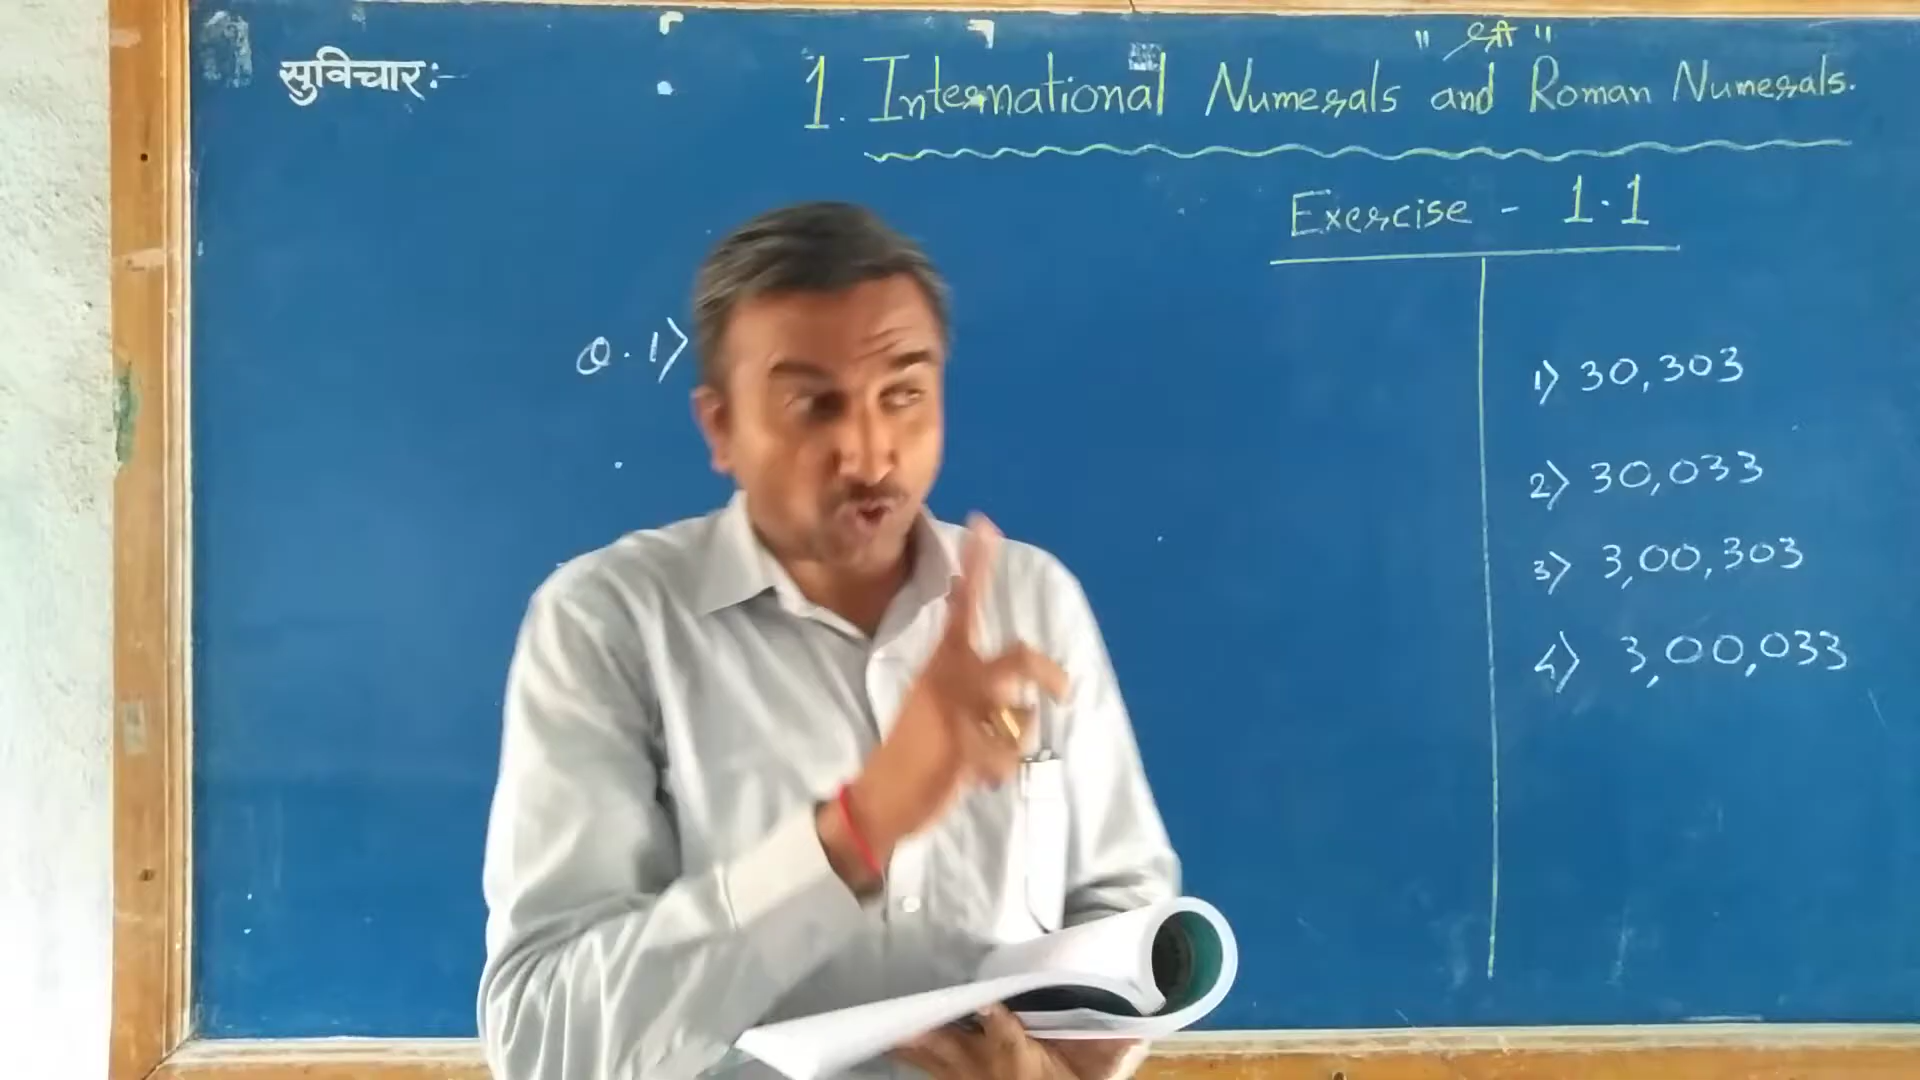 " श्री "
सुविचार :-
1. International Numerals and Roman Numerals.
Exercise - 1.1
Q.1)
1) 30,303
2) 30,033
3) 3,00,303
4) 3,00,033